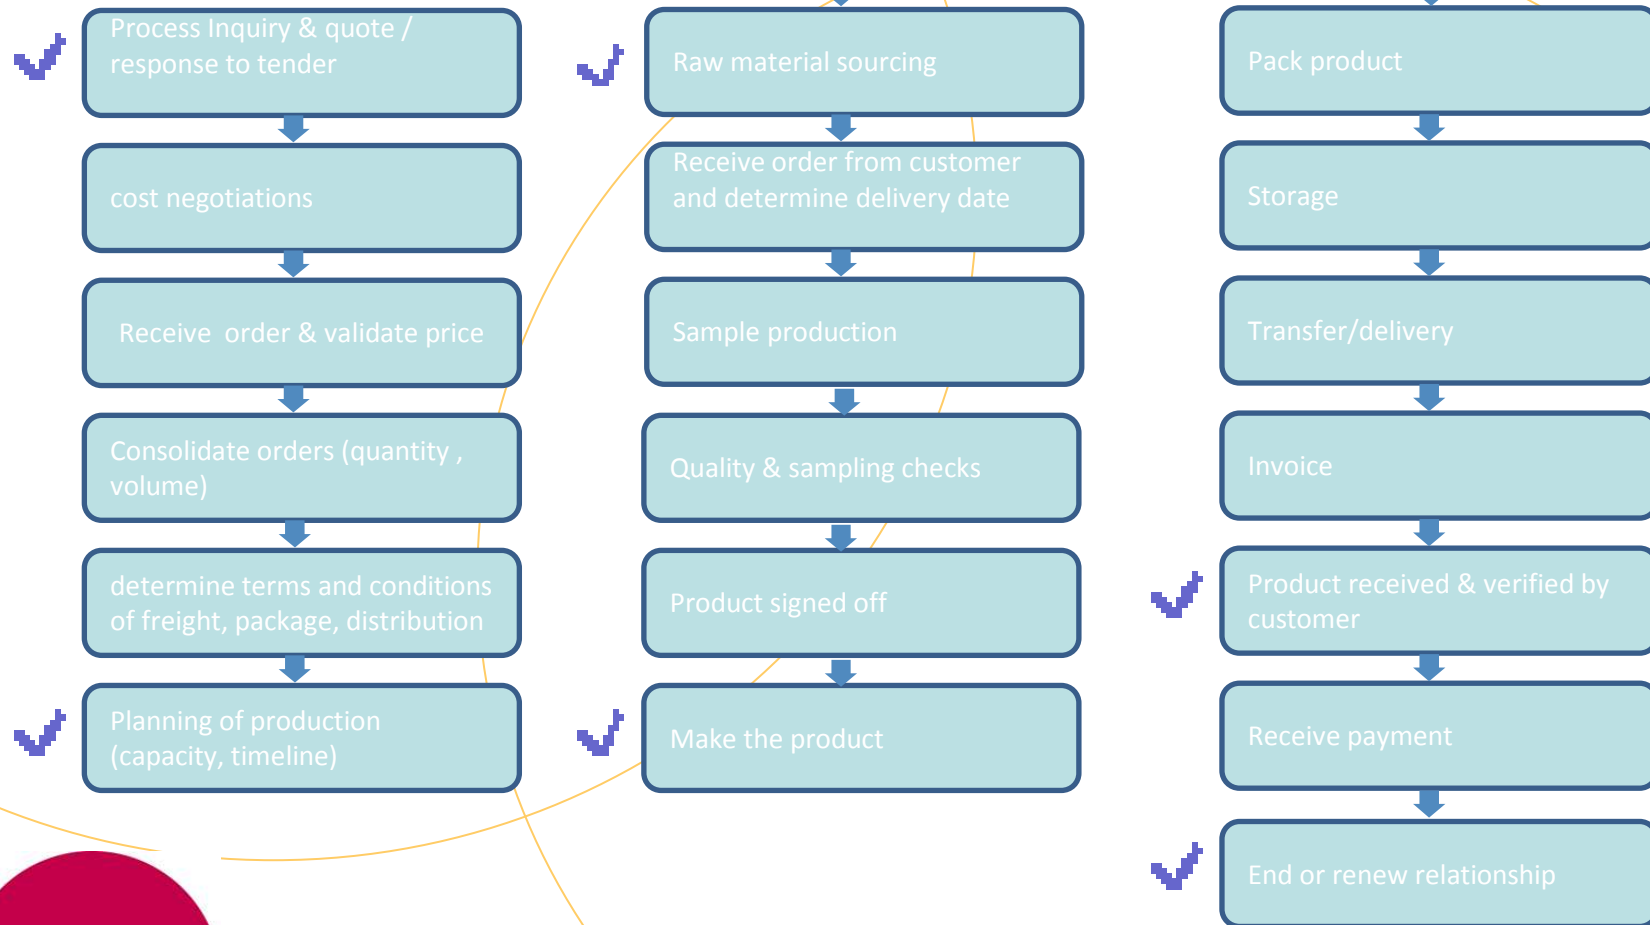 Process Inquiry & quote /
response to tender
cost negotiations
Receive order & validate price
Consolidate orders (quantity ,
volume)
determine terms and conditions
of freight, package, distribution
Planning of production
(capacity, timeline)
Raw material sourcing
Receive order from customer
and determine delivery date
Sample production
Quality & sampling checks
Product signed off
Make the product
Pack product
Storage
Transfer/delivery
Invoice
Product received & verified by
customer
Receive payment
End or renew relationship